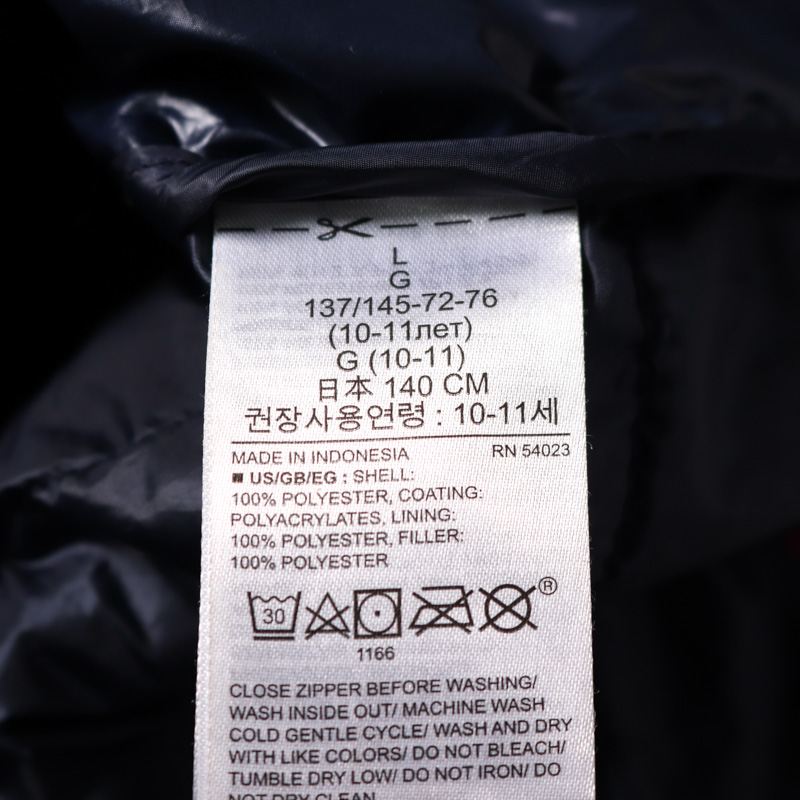 L
G
137/145-72-76
(10-11лет)
G (10-11)
日本 140 CM
권장사용연령 : 10-11세
MADE IN INDONESIA RN 54023
US/GB/EG : SHELL:
100% POLYESTER, COATING:
POLYACRYLATES, LINING:
100% POLYESTER, FILLER:
100% POLYESTER
30 ®
1166
CLOSE ZIPPER BEFORE WASHING/
WASH INSIDE OUT/ MACHINE WASH
COLD GENTLE CYCLE/ WASH AND DRY
WITH LIKE COLORS/ DO NOT BLEACH/
TUMBLE DRY LOW/ DO NOT IRON/ DO
NOT DRY CLEAN